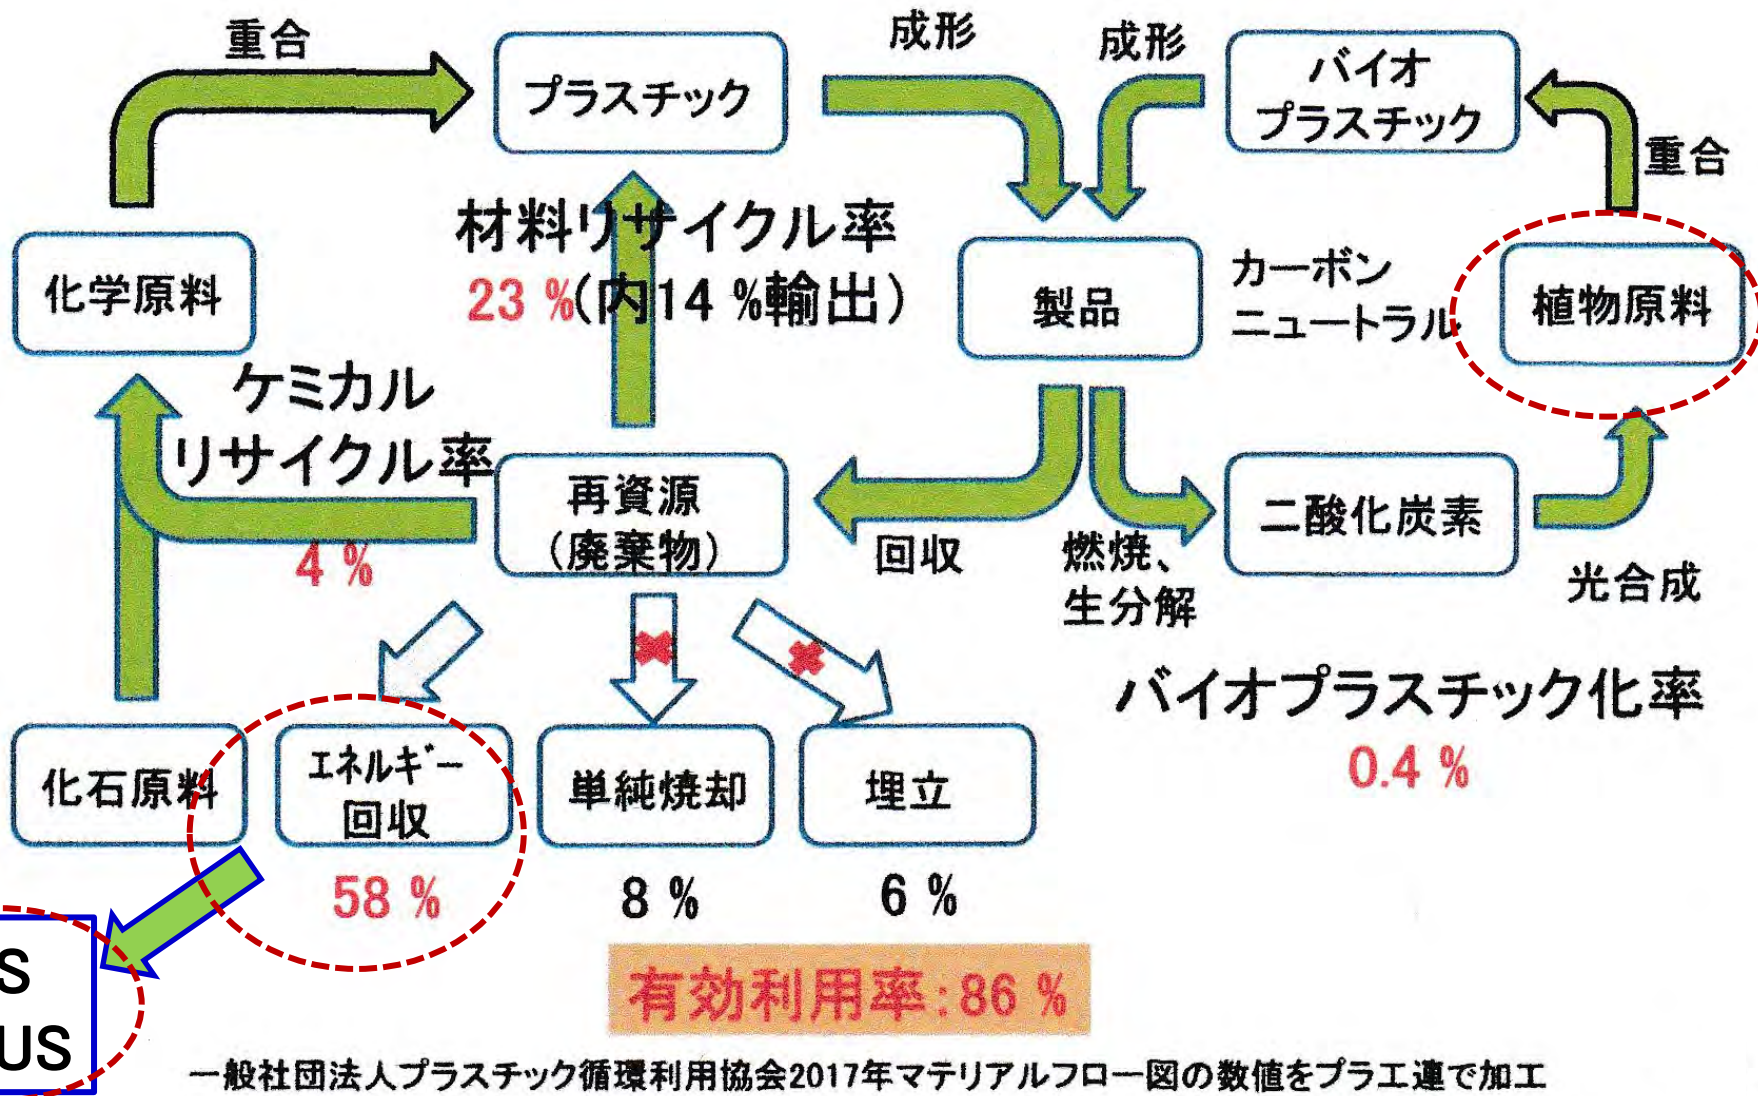 重合
成形
成形
プラスチック
バイオ
プラスチック
重合
材料リサイクル率
23 %(内14 %輸出)
化学原料
製品
カーボン
ニュートラル
植物原料
ケミカル
リサイクル率
4 %
再資源
(廃棄物)
回収
燃焼、
生分解
二酸化炭素
光合成
バイオプラスチック化率
0.4 %
化石原料
エネルギー
回収
単純焼却
埋立
58 %
8 %
6 %
S
US
有効利用率:86 %
一般社団法人プラスチック循環利用協会2017年マテリアルフロー図の数値をプラ工連で加工